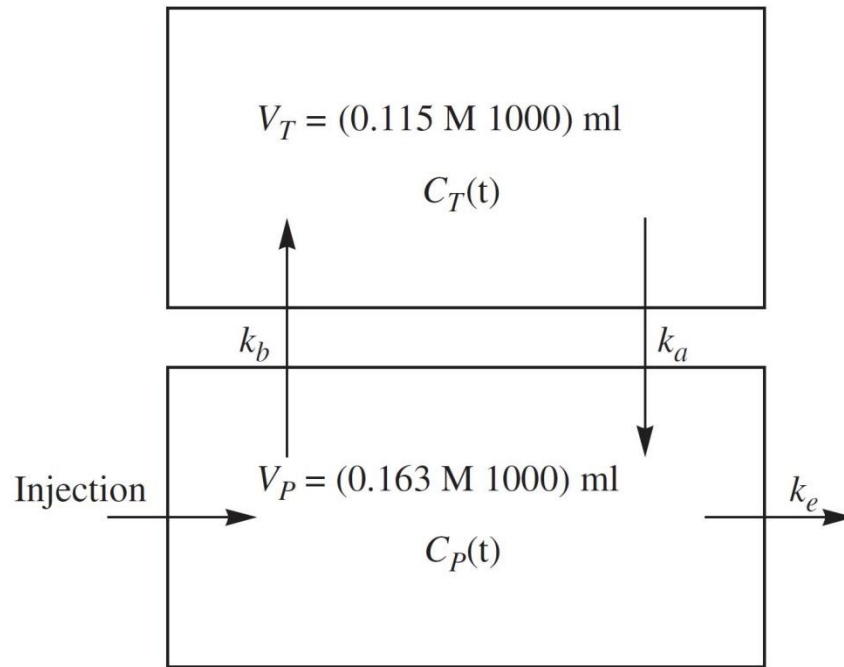 V_T = (0.115 M 1000) ml
C_T(t)
k_b
k_a
Injection
V_P = (0.163 M 1000) ml
k_e
C_P(t)